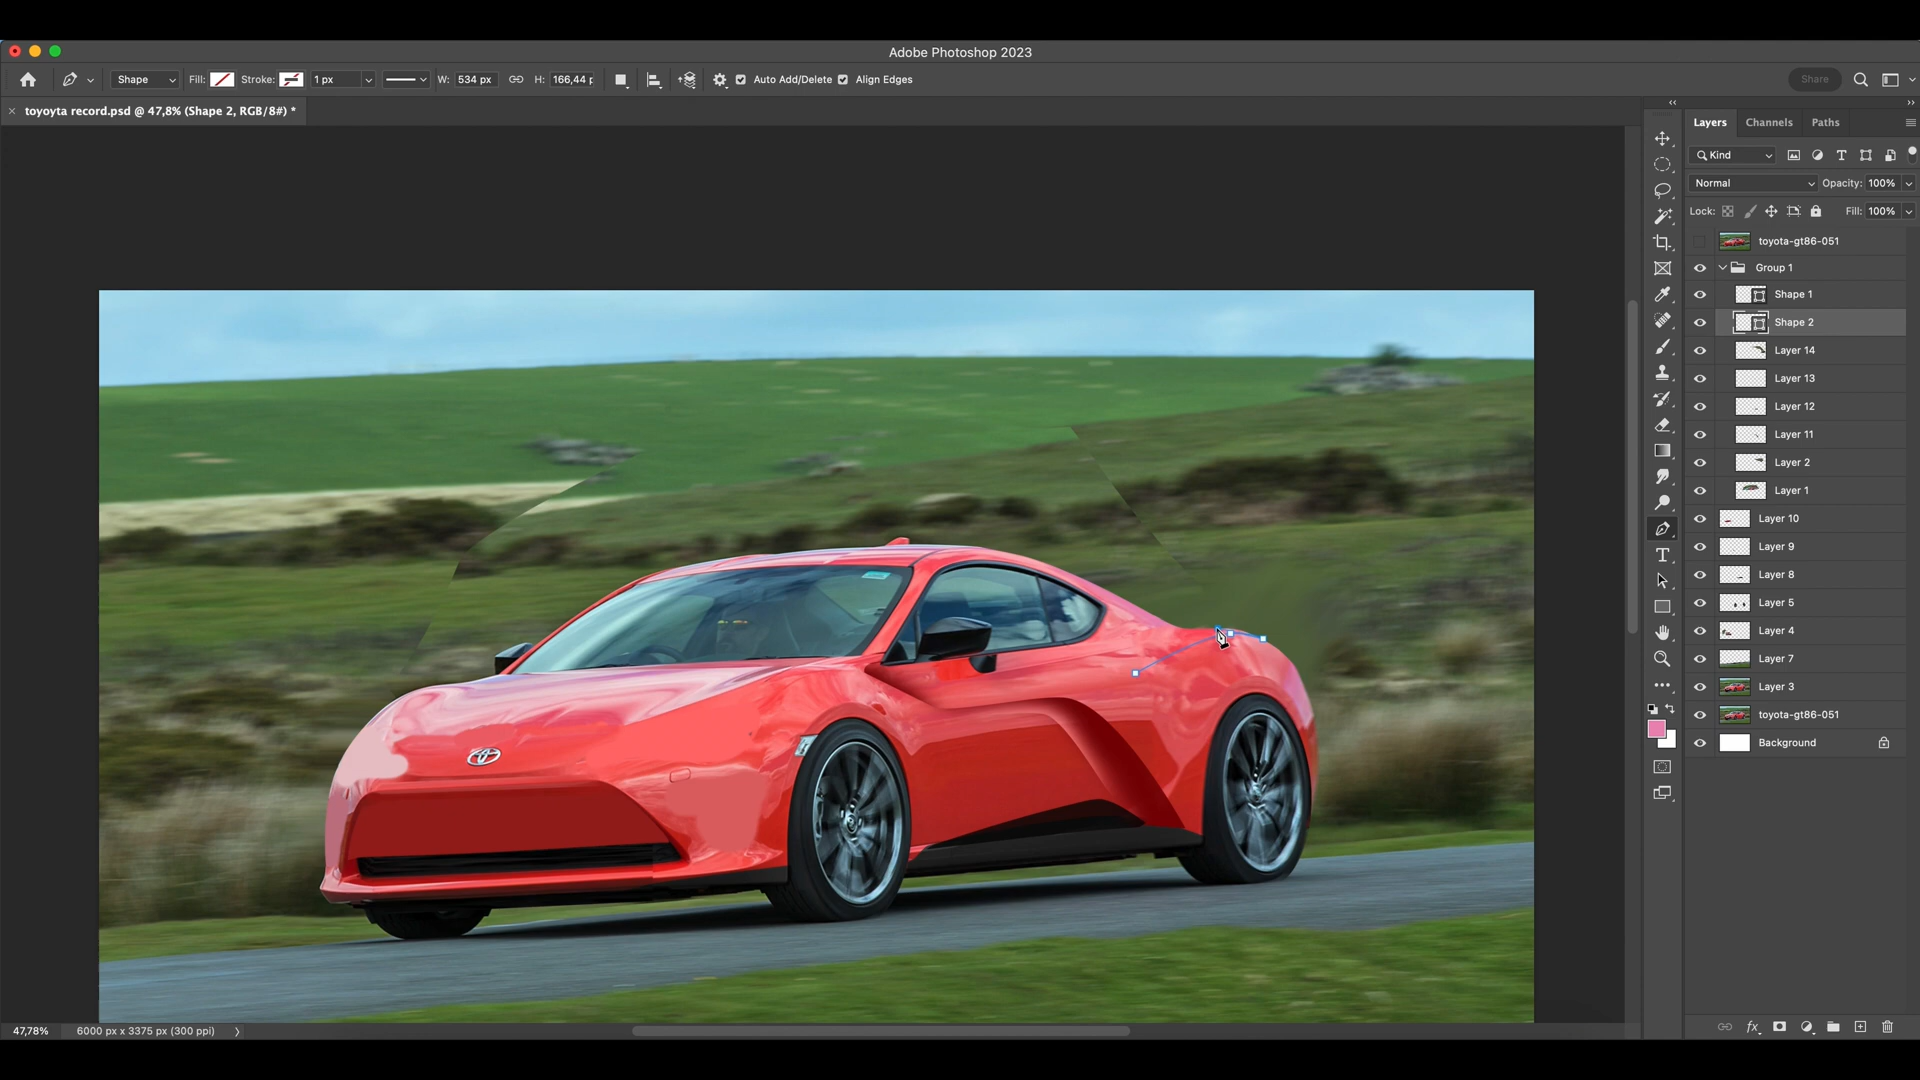 Adobe Photoshop 2023
Shape Fill: Stroke: 1 px W: 534 px H: 166,44 p Auto Add/Delete Align Edges Share
× toyoyta record.psd @ 47,8% (Shape 2, RGB/8#) *
Layers Channels Paths
Kind
Normal Opacity: 100%
Lock: Fill: 100%
toyota-gt86-051
Group 1
Shape 1
Shape 2
Layer 14
Layer 13
Layer 12
Layer 11
Layer 2
Layer 1
Layer 10
Layer 9
Layer 8
Layer 5
Layer 4
Layer 7
Layer 3
toyota-gt86-051
Background
47,78% 6000 px x 3375 px (300 ppi)